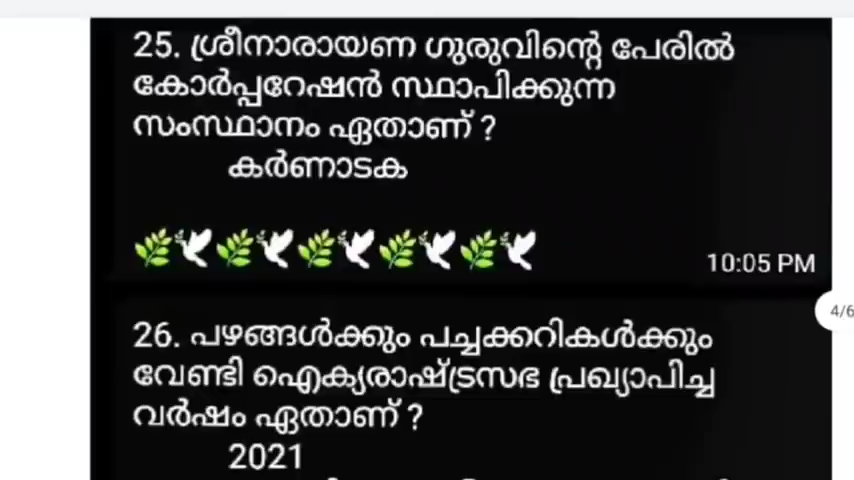 25. ശ്രീനാരായണ ഗുരുവിന്റെ പേരിൽ
കോർപ്പറേഷൻ സ്ഥാപിക്കുന്ന
സംസ്ഥാനം ഏതാണ് ?
കർണാടക
10:05 PM
4/6
26. പഴങ്ങൾക്കും പച്ചക്കറികൾക്കും
വേണ്ടി ഐക്യരാഷ്ട്രസഭ പ്രഖ്യാപിച്ച
വർഷം ഏതാണ് ?
2021